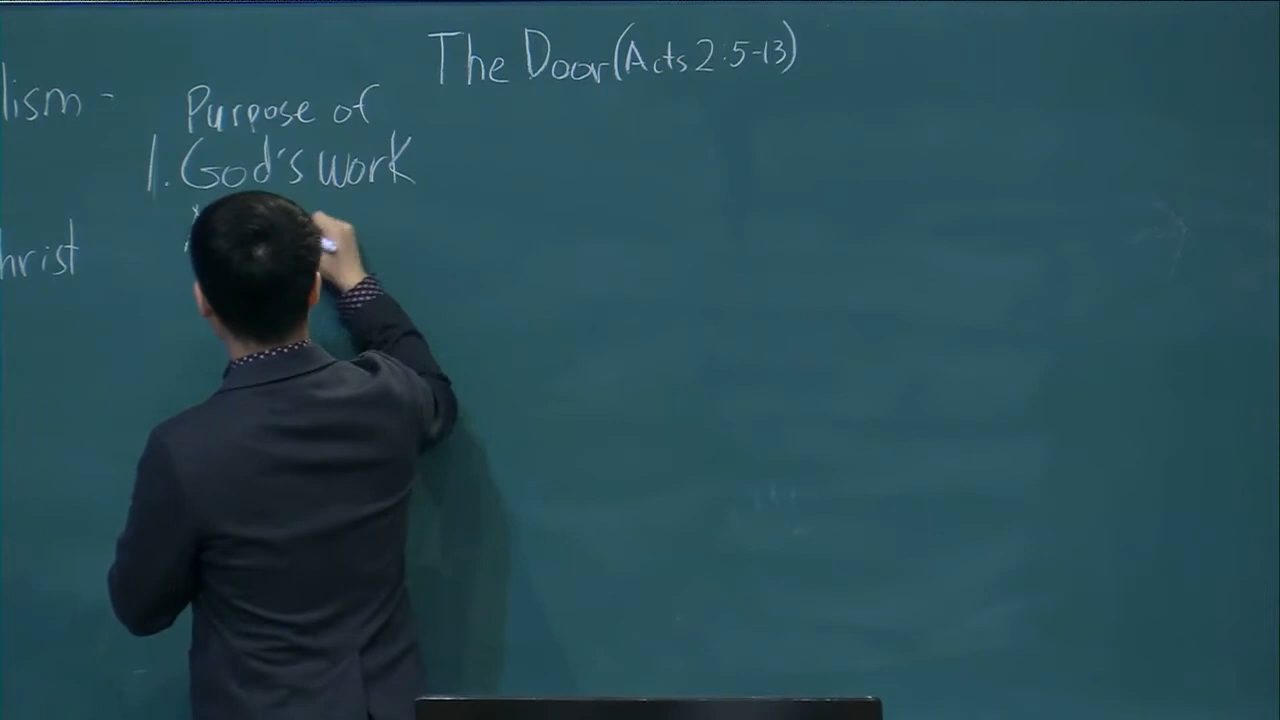 The Door (Acts 2:5-13)
Purpose of
1. God's work
lism -
hrist